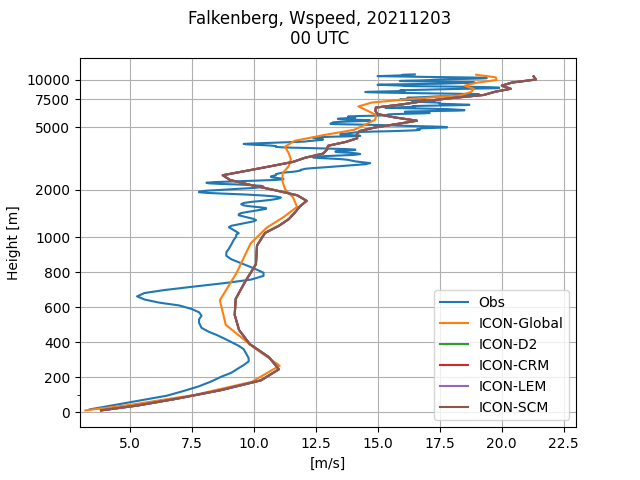 Falkenberg, Wspeed, 20211203
00 UTC
10000
7500
5000
2000
1000
800
600
400
200
0
Height [m]
5.0
7.5
10.0
12.5
15.0
17.5
20.0
22.5
[m/s]
Obs
ICON-Global
ICON-D2
ICON-CRM
ICON-LEM
ICON-SCM